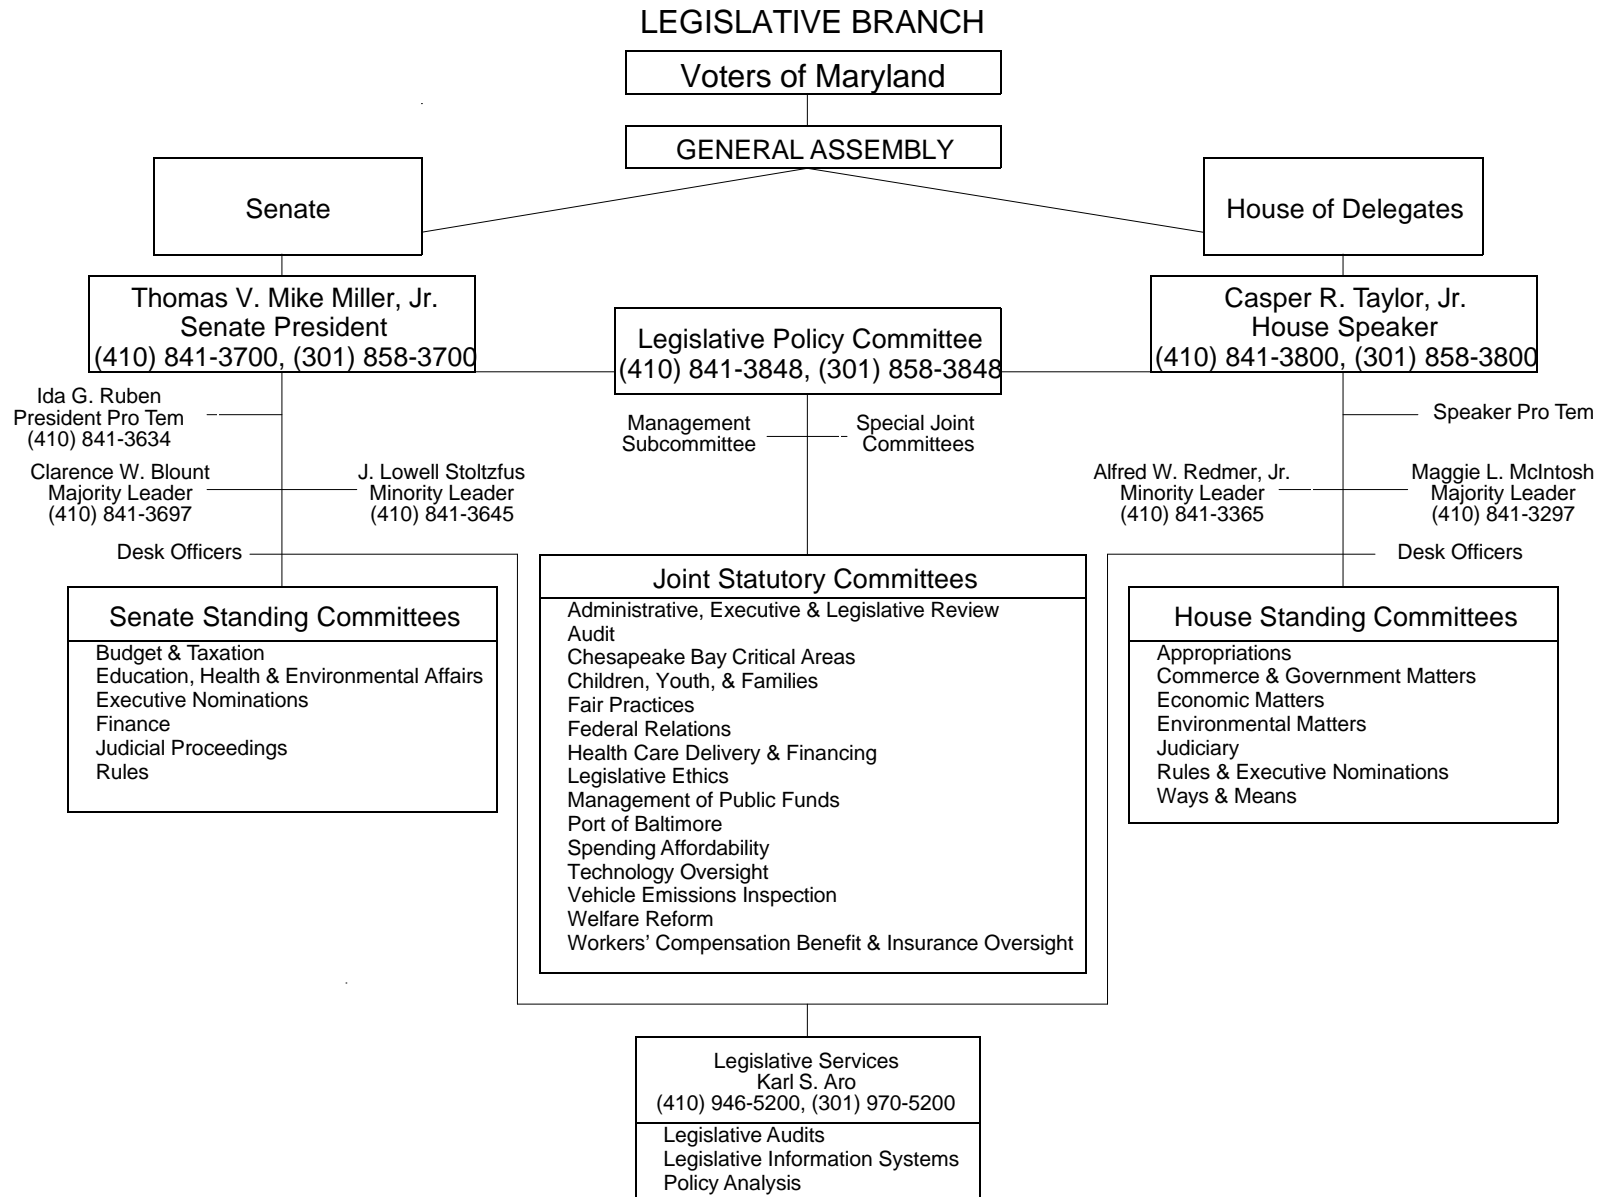 LEGISLATIVE BRANCH
Voters of Maryland
GENERAL ASSEMBLY
Senate
House of Delegates
Thomas V. Mike Miller, Jr.
Senate President
(410) 841-3700, (301) 858-3700
Legislative Policy Committee
(410) 841-3848, (301) 858-3848
Casper R. Taylor, Jr.
House Speaker
(410) 841-3800, (301) 858-3800
Ida G. Ruben
President Pro Tem
(410) 841-3634
Management
Subcommittee
Special Joint
Committees
Speaker Pro Tem
Clarence W. Blount
Majority Leader
(410) 841-3697
J. Lowell Stoltzfus
Minority Leader
(410) 841-3645
Alfred W. Redmer, Jr.
Minority Leader
(410) 841-3365
Maggie L. McIntosh
Majority Leader
(410) 841-3297
Desk Officers
Desk Officers
Senate Standing Committees
Budget & Taxation
Education, Health & Environmental Affairs
Executive Nominations
Finance
Judicial Proceedings
Rules
Joint Statutory Committees
Administrative, Executive & Legislative Review
Audit
Chesapeake Bay Critical Areas
Children, Youth, & Families
Fair Practices
Federal Relations
Health Care Delivery & Financing
Legislative Ethics
Management of Public Funds
Port of Baltimore
Spending Affordability
Technology Oversight
Vehicle Emissions Inspection
Welfare Reform
Workers’ Compensation Benefit & Insurance Oversight
House Standing Committees
Appropriations
Commerce & Government Matters
Economic Matters
Environmental Matters
Judiciary
Rules & Executive Nominations
Ways & Means
Legislative Services
Karl S. Aro
(410) 946-5200, (301) 970-5200
Legislative Audits
Legislative Information Systems
Policy Analysis